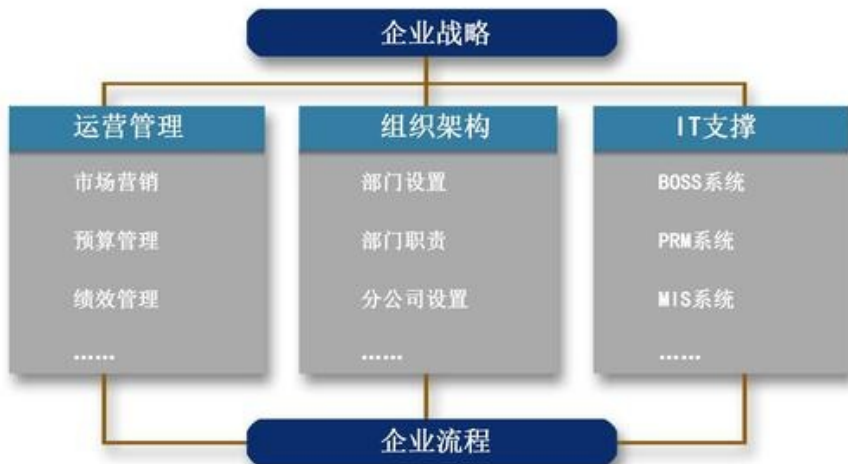 企业战略
运营管理
市场营销
预算管理
绩效管理
……
组织架构
部门设置
部门职责
分公司设置
……
IT支撑
BOSS系统
PRM系统
MIS系统
……
企业流程